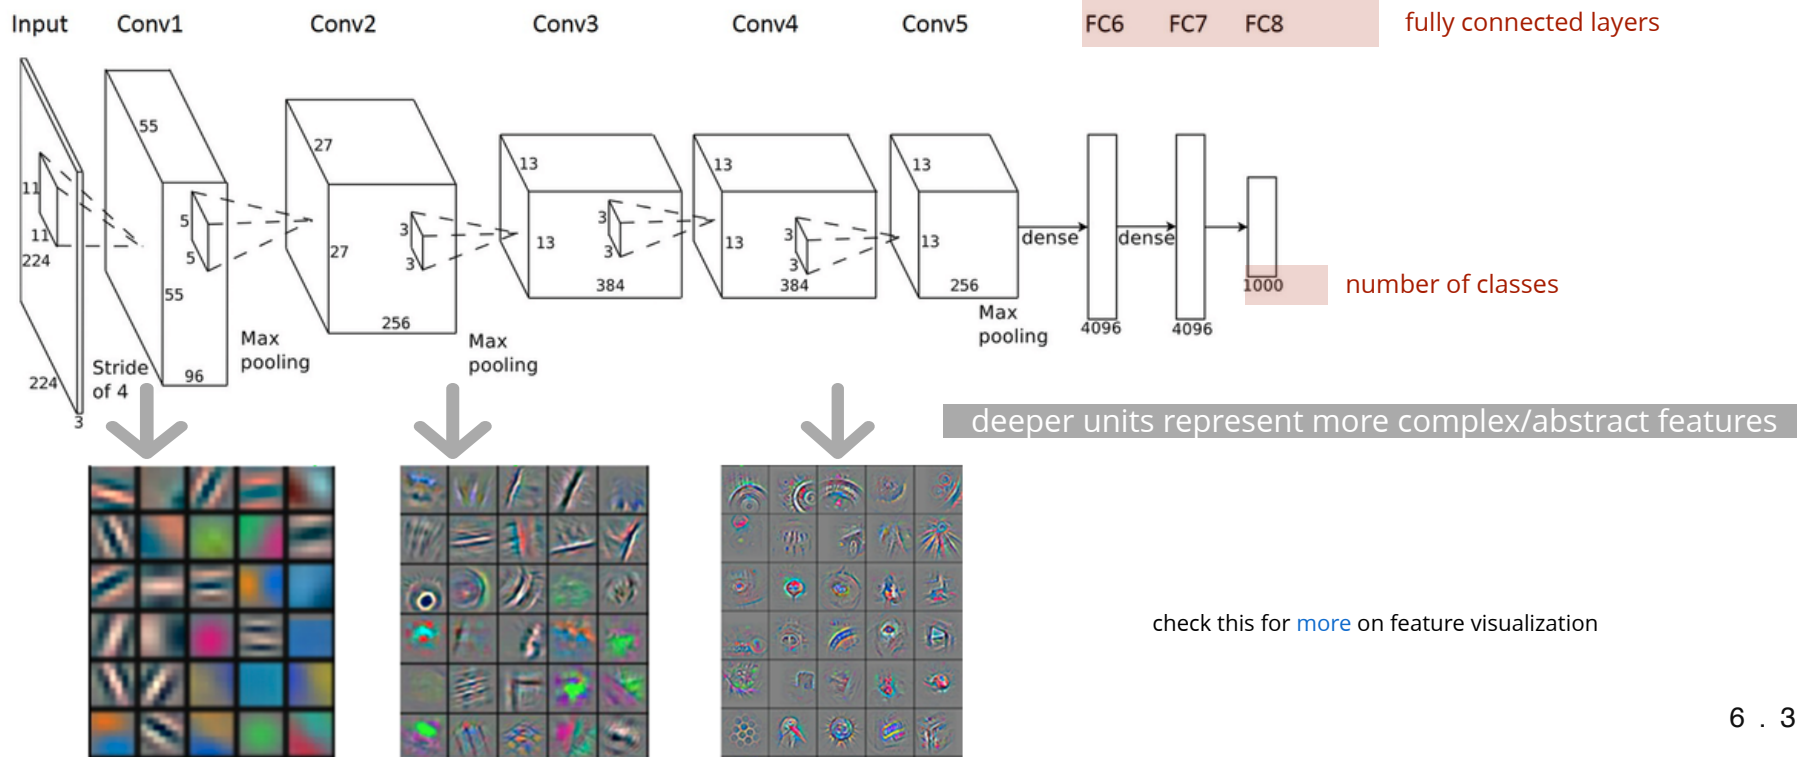 Input Conv1 Conv2 Conv3 Conv4 Conv5 FC6 FC7 FC8 fully connected layers
55
27
13
13
13
11
5
3
3
3
11
5
3
3
3
224
55
27
13
13
13
384
384
256
dense
dense
1000
number of classes
256
96
Stride
of 4
Max
pooling
Max
pooling
Max
pooling
4096
4096
224
3
deeper units represent more complex/abstract features
check this for more on feature visualization
6 . 3